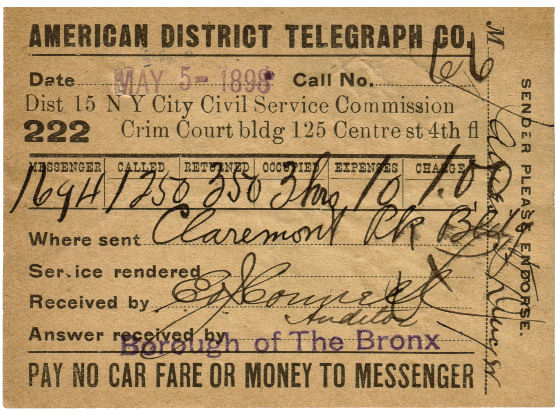 AMERICAN DISTRICT TELEGRAPH CO.
Date MAY 5- 1898 Call No. 66
Dist 15 N Y City Civil Service Commission
222 Crim Court bldg 125 Centre st 4th fl
MESSENGER CALLED RETURNED OCCUPIED EXPENSES CHARGE
1694 1250 350 3hrs 10 1.00
Where sent Claremont Pk Bldg
Service rendered
Received by
Auditor
Answer received by
Borough of The Bronx
PAY NO CAR FARE OR MONEY TO MESSENGER
M
SENDER PLEASE ENDORSE.